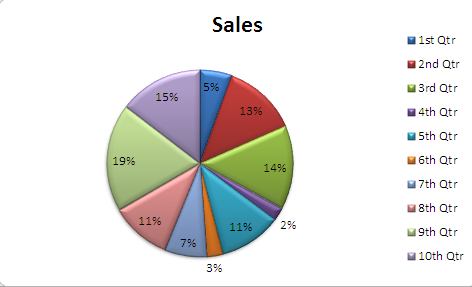 Sales
5%
13%
14%
2%
11%
3%
7%
11%
19%
15%
1st Qtr
2nd Qtr
3rd Qtr
4th Qtr
5th Qtr
6th Qtr
7th Qtr
8th Qtr
9th Qtr
10th Qtr